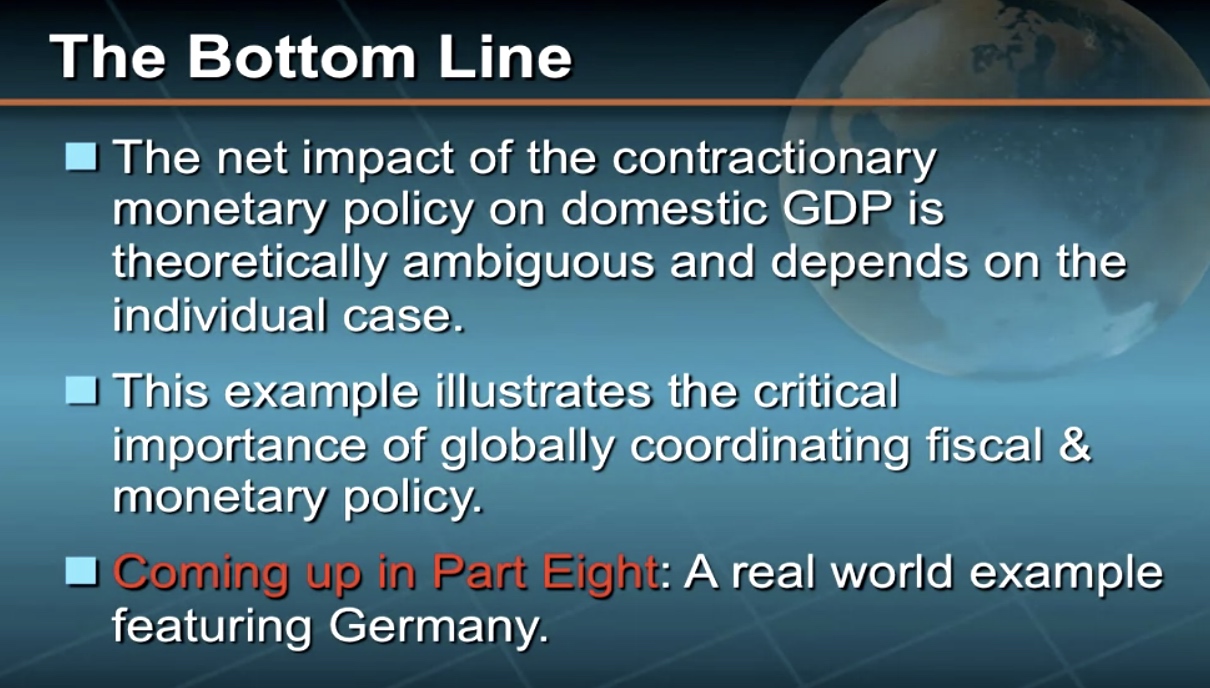 The Bottom Line
The net impact of the contractionary
monetary policy on domestic GDP is
theoretically ambiguous and depends on the
individual case.
This example illustrates the critical
importance of globally coordinating fiscal &
monetary policy.
Coming up in Part Eight: A real world example
featuring Germany.